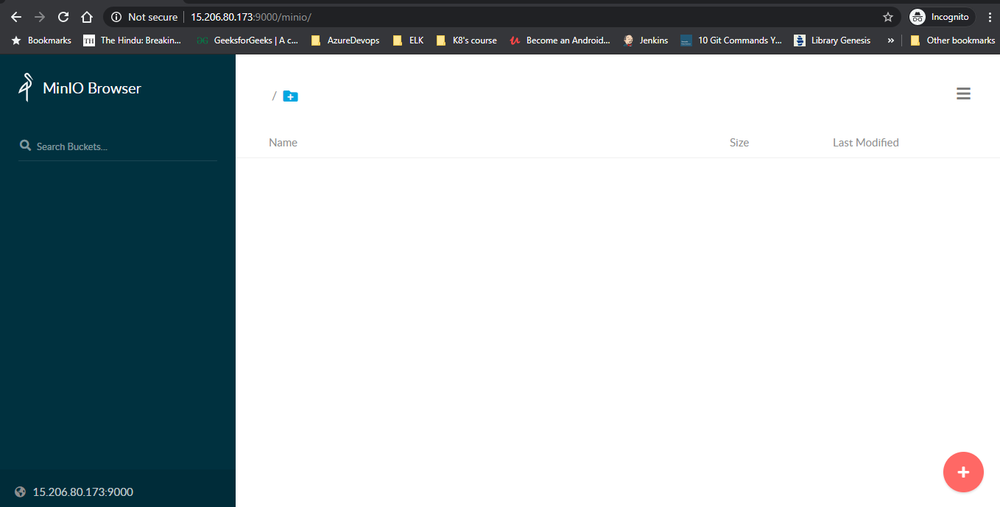 Not secure 15.206.80.173:9000/minio/ Incognito
Bookmarks TH The Hindu: Breakin... GeeksforGeeks | A c... AzureDevops ELK K8's course Become an Android... Jenkins 10 Git Commands Y... Library Genesis » Other bookmarks
MinIO Browser
/
Search Buckets...
Name Size Last Modified
15.206.80.173:9000